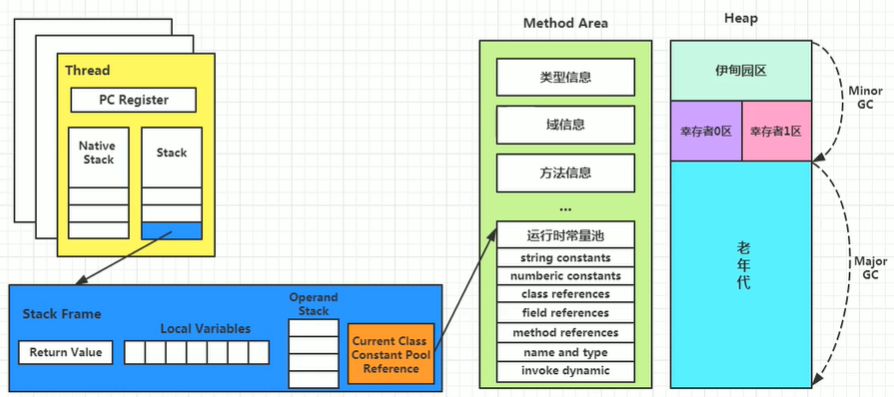 Thread
PC Register
Native
Stack
Stack
Stack Frame
Return Value
Local Variables
Operand
Stack
Current Class
Constant Pool
Reference
Method Area
类型信息
域信息
方法信息
...
运行时常量池
string constants
numberic constants
class references
field references
method references
name and type
invoke dynamic
Heap
伊甸园区
幸存者0区
幸存者1区
老
年
代
Minor
GC
Major
GC